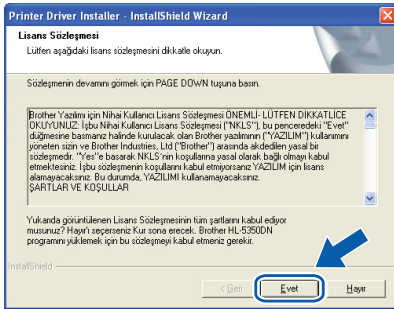 Printer Driver Installer - InstallShield Wizard
Lisans Sözleşmesi
Lütfen aşağıdaki lisans sözleşmesini dikkatle okuyun.
Sözleşmenin devamını görmek için PAGE DOWN tuşuna basın.
Brother Yazılımı için Nihai Kullanıcı Lisans Sözleşmesi ÖNEMLİ- LÜTFEN DİKKATLİCE
OKUYUNUZ: İşbu Nihai Kullanıcı Lisans Sözleşmesi ("NKLS"), bu penceredeki "Evet"
düğmesine basmanız halinde kurulacak olan Brother yazılımının ("YAZILIM") kullanımını
yöneten sizin ve Brother Industries, Ltd ("Brother") arasında akdedilen yasal bir
sözleşmedir. "Yes"e basarak NKLS'nin koşullarına yasal olarak bağlı olmayı kabul
etmektesiniz. İşbu sözleşmenin koşullarını kabul etmiyorsanız YAZILIM için lisans
alamayacaksınız. Bu durumda, YAZILIMI kullanamayacaksınız.
ŞARTLAR VE KOŞULLAR
Yukarıda görüntülenen Lisans Sözleşmesinin tüm şartlarını kabul ediyor
musunuz? Hayır'ı seçerseniz Kur sona erecek. Brother HL-5350DN
programını yüklemek için bu sözleşmeyi kabul etmeniz gerekir.
InstallShield
< Geri
Evet
Hayır